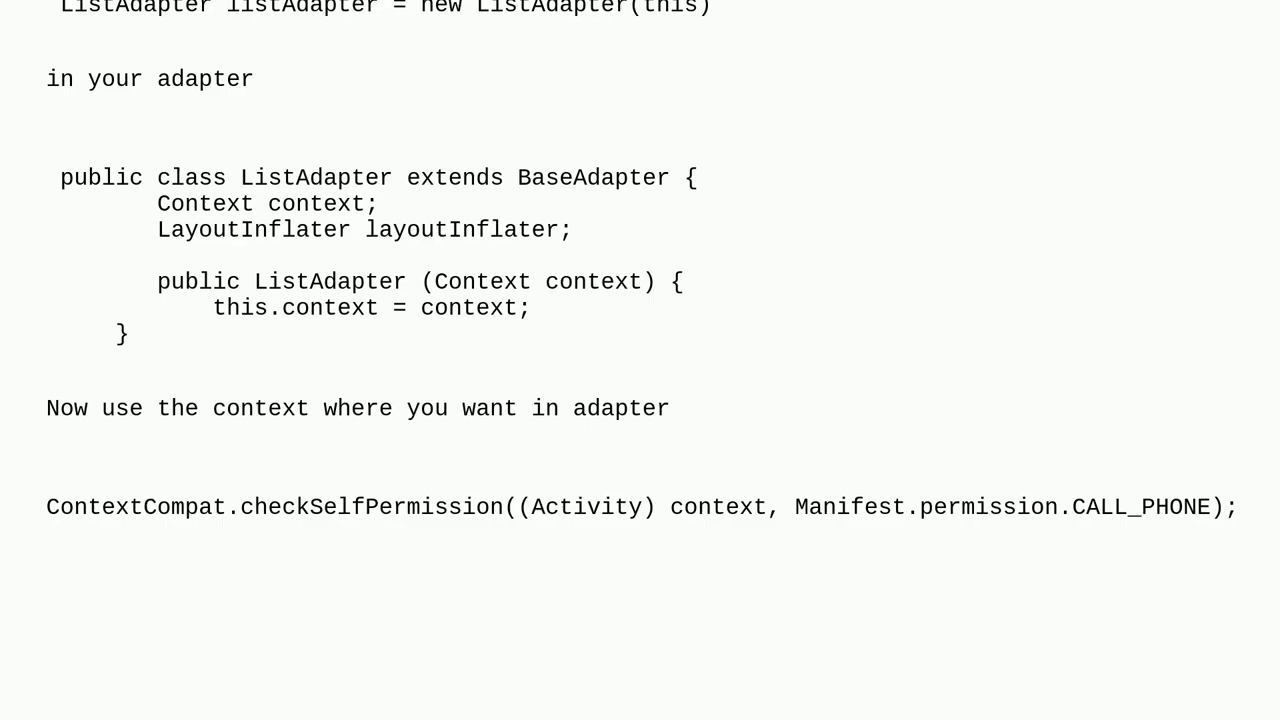 ListAdapter listAdapter = new ListAdapter(this)
in your adapter
public class ListAdapter extends BaseAdapter {
Context context;
LayoutInflater layoutInflater;
public ListAdapter (Context context) {
this.context = context;
}
Now use the context where you want in adapter
ContextCompat.checkSelfPermission((Activity) context, Manifest.permission.CALL_PHONE);